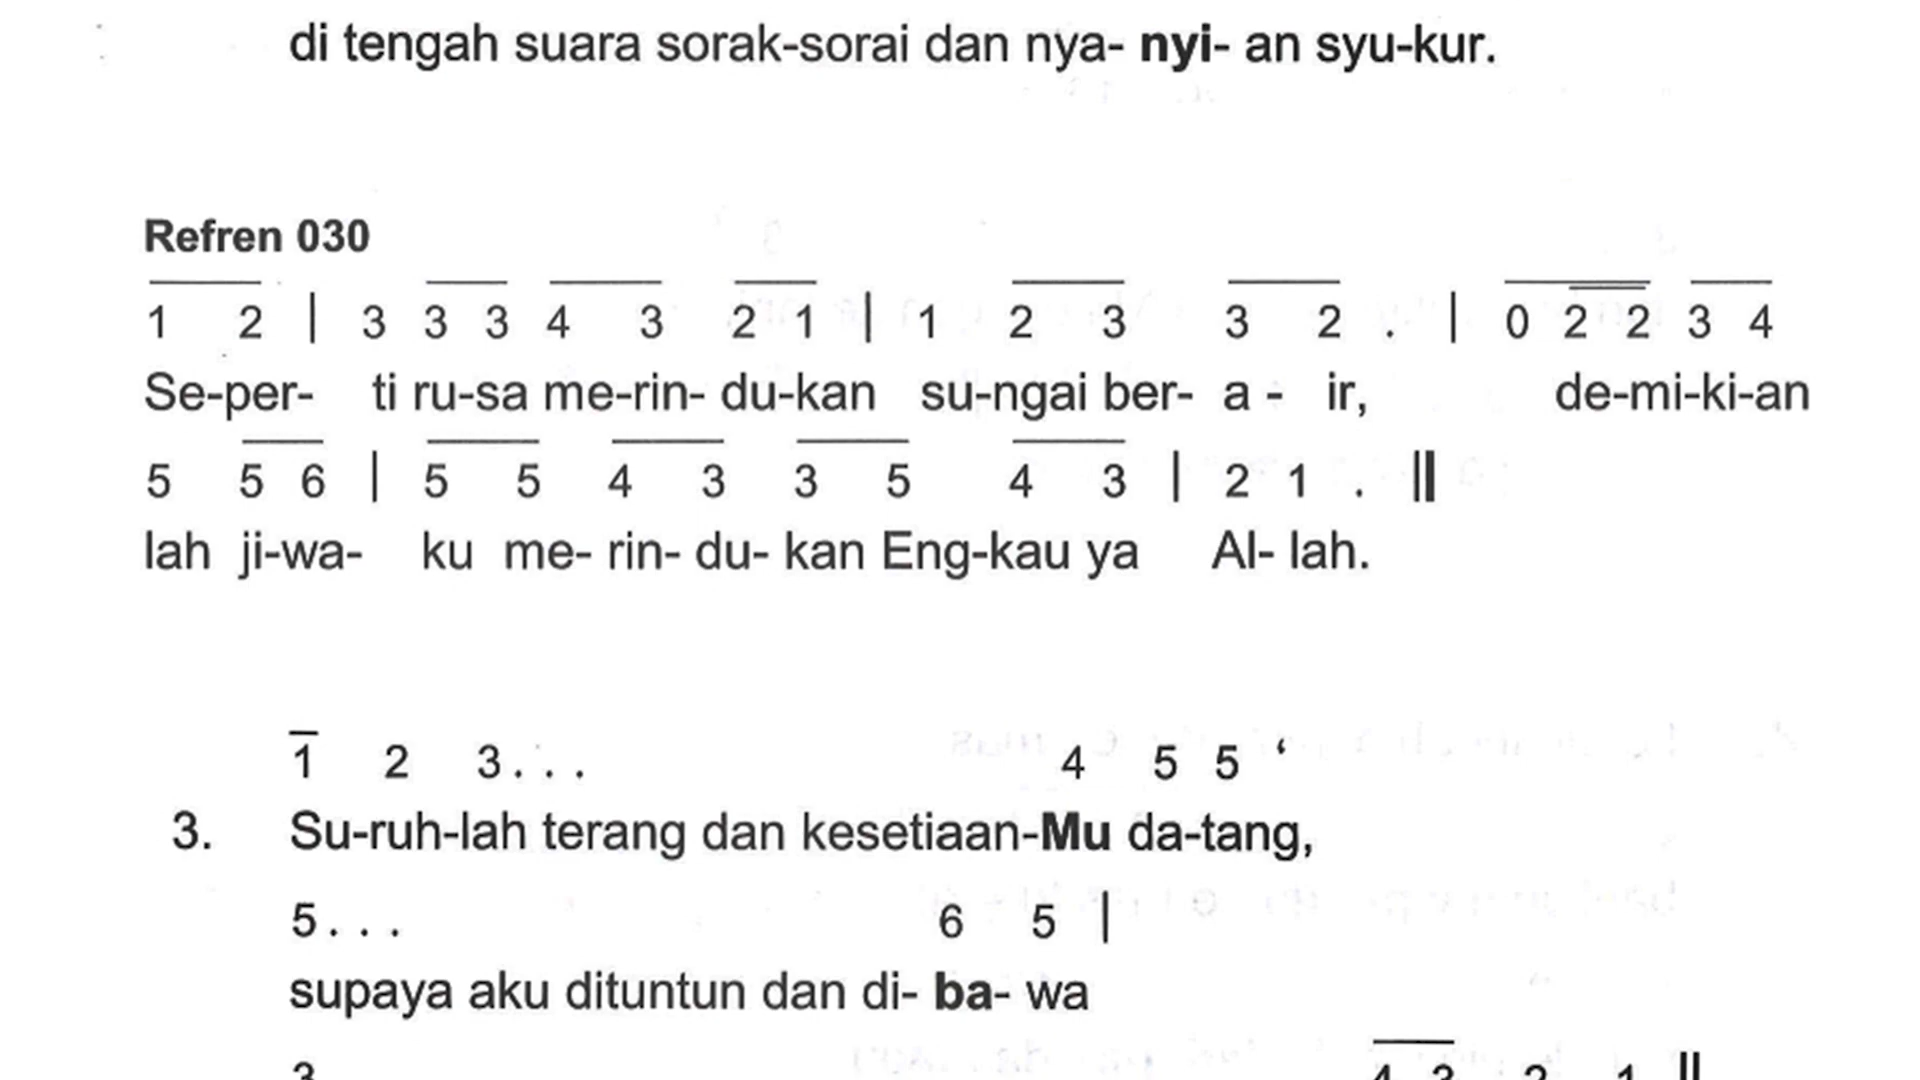 di tengah suara sorak-sorai dan nya- nyi- an syu-kur.
Refren 030
1 2 | 3 3 3 4 3 2 1 | 1 2 3 3 2 . | 0 2 2 3 4
Se-per- ti ru-sa me-rin- du-kan su-ngai ber- a - ir, de-mi-ki-an
5 5 6 | 5 5 4 3 3 5 4 3 | 2 1 . ||
lah ji-wa- ku me- rin- du- kan Eng-kau ya Al- lah.
1 2 3 . . . 4 5 5 ‘
3. Su-ruh-lah terang dan kesetiaan-Mu da-tang,
5 . . . 6 5 |
supaya aku dituntun dan di- ba- wa
3 4 3 2 1 ||